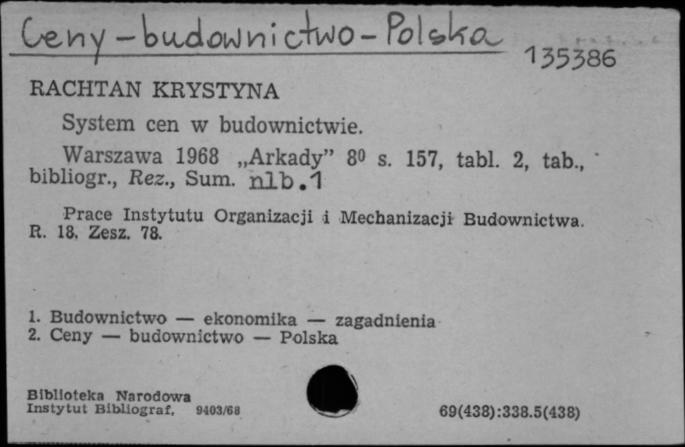 Ceny – budownictwo – Polska
135386
RACHTAN KRYSTYNA
System cen w budownictwie.
Warszawa 1968 „Arkady” 8⁰ s. 157, tabl. 2, tab.,
bibliogr., Rez., Sum. nlb.1
Prace Instytutu Organizacji i Mechanizacji Budownictwa.
R. 18, Zesz. 78.
1. Budownictwo — ekonomika — zagadnienia
2. Ceny — budownictwo — Polska
Biblioteka Narodowa
Instytut Bibliograf. 9403/68
69(438):338.5(438)